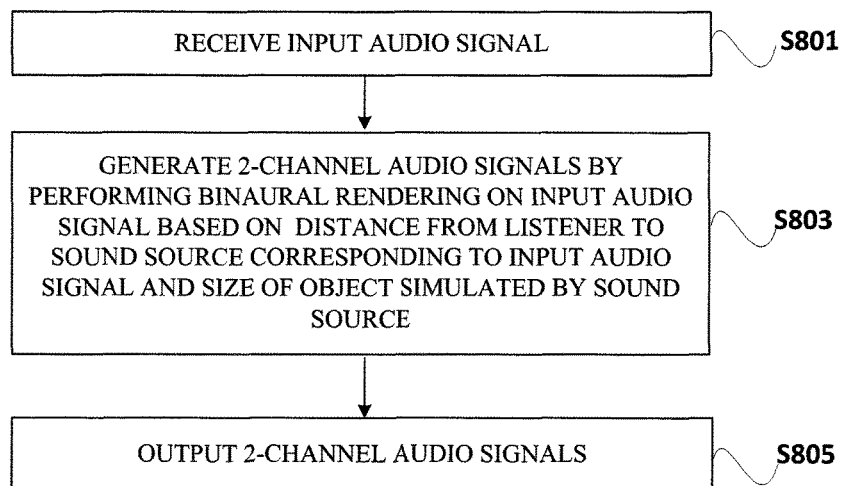 RECEIVE INPUT AUDIO SIGNAL
S801
GENERATE 2-CHANNEL AUDIO SIGNALS BY
PERFORMING BINAURAL RENDERING ON INPUT AUDIO
SIGNAL BASED ON DISTANCE FROM LISTENER TO
SOUND SOURCE CORRESPONDING TO INPUT AUDIO
SIGNAL AND SIZE OF OBJECT SIMULATED BY SOUND
SOURCE
S803
OUTPUT 2-CHANNEL AUDIO SIGNALS
S805